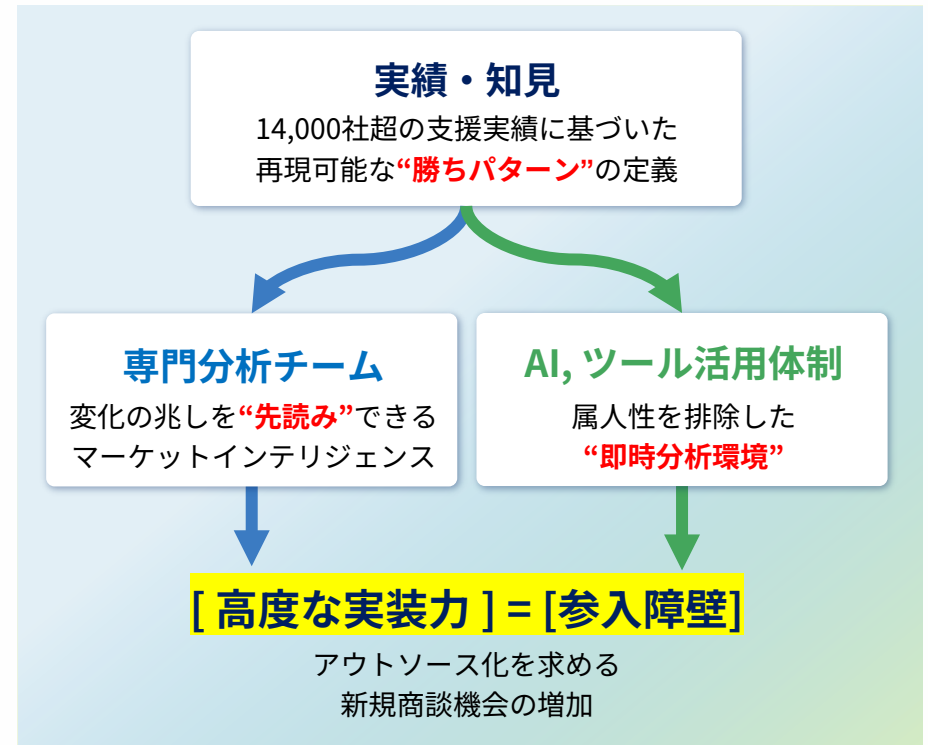 実績・知見
14,000社超の支援実績に基づいた
再現可能な“勝ちパターン”の定義
専門分析チーム
変化の兆しを“先読み”できる
マーケットインテリジェンス
AI, ツール活用体制
属人性を排除した
“即時分析環境”
[ 高度な実装力 ] = [参入障壁]
アウトソース化を求める
新規商談機会の増加